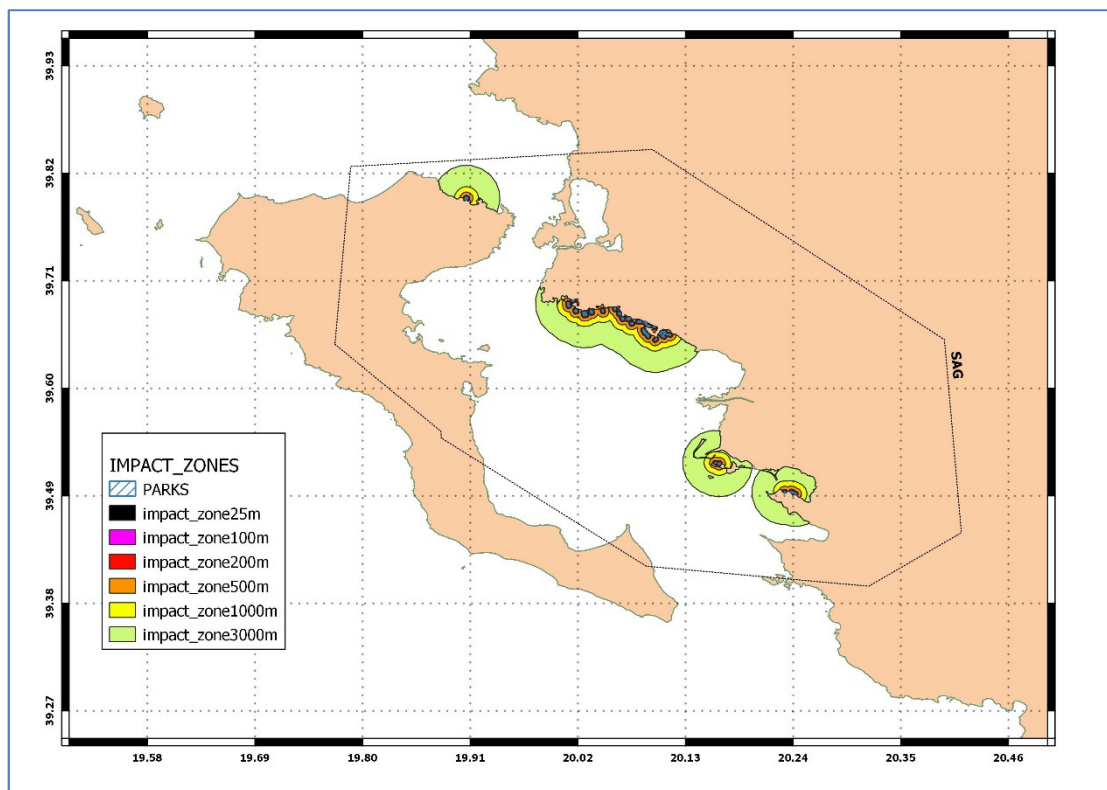 39.93
39.82
39.71
39.60
39.49
39.38
39.27
SAG
IMPACT_ZONES
PARKS
impact_zone25m
impact_zone100m
impact_zone200m
impact_zone500m
impact_zone1000m
impact_zone3000m
19.58 19.69 19.80 19.91 20.02 20.13 20.24 20.35 20.46